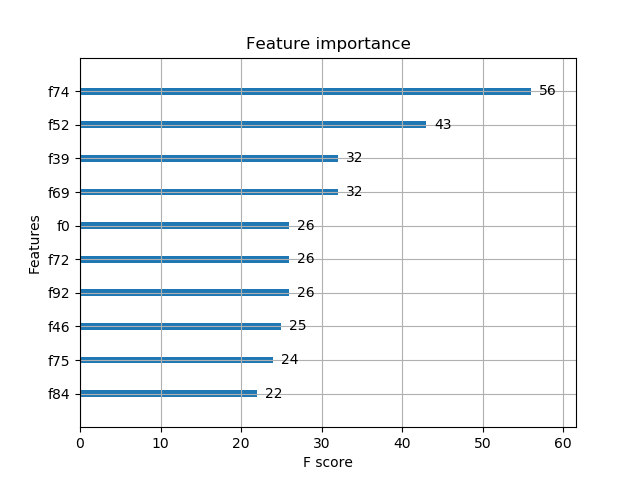 Feature importance
f74 56
f52 43
f39 32
f69 32
f0 26
f72 26
f92 26
f46 25
f75 24
f84 22
Features
0 10 20 30 40 50 60
F score